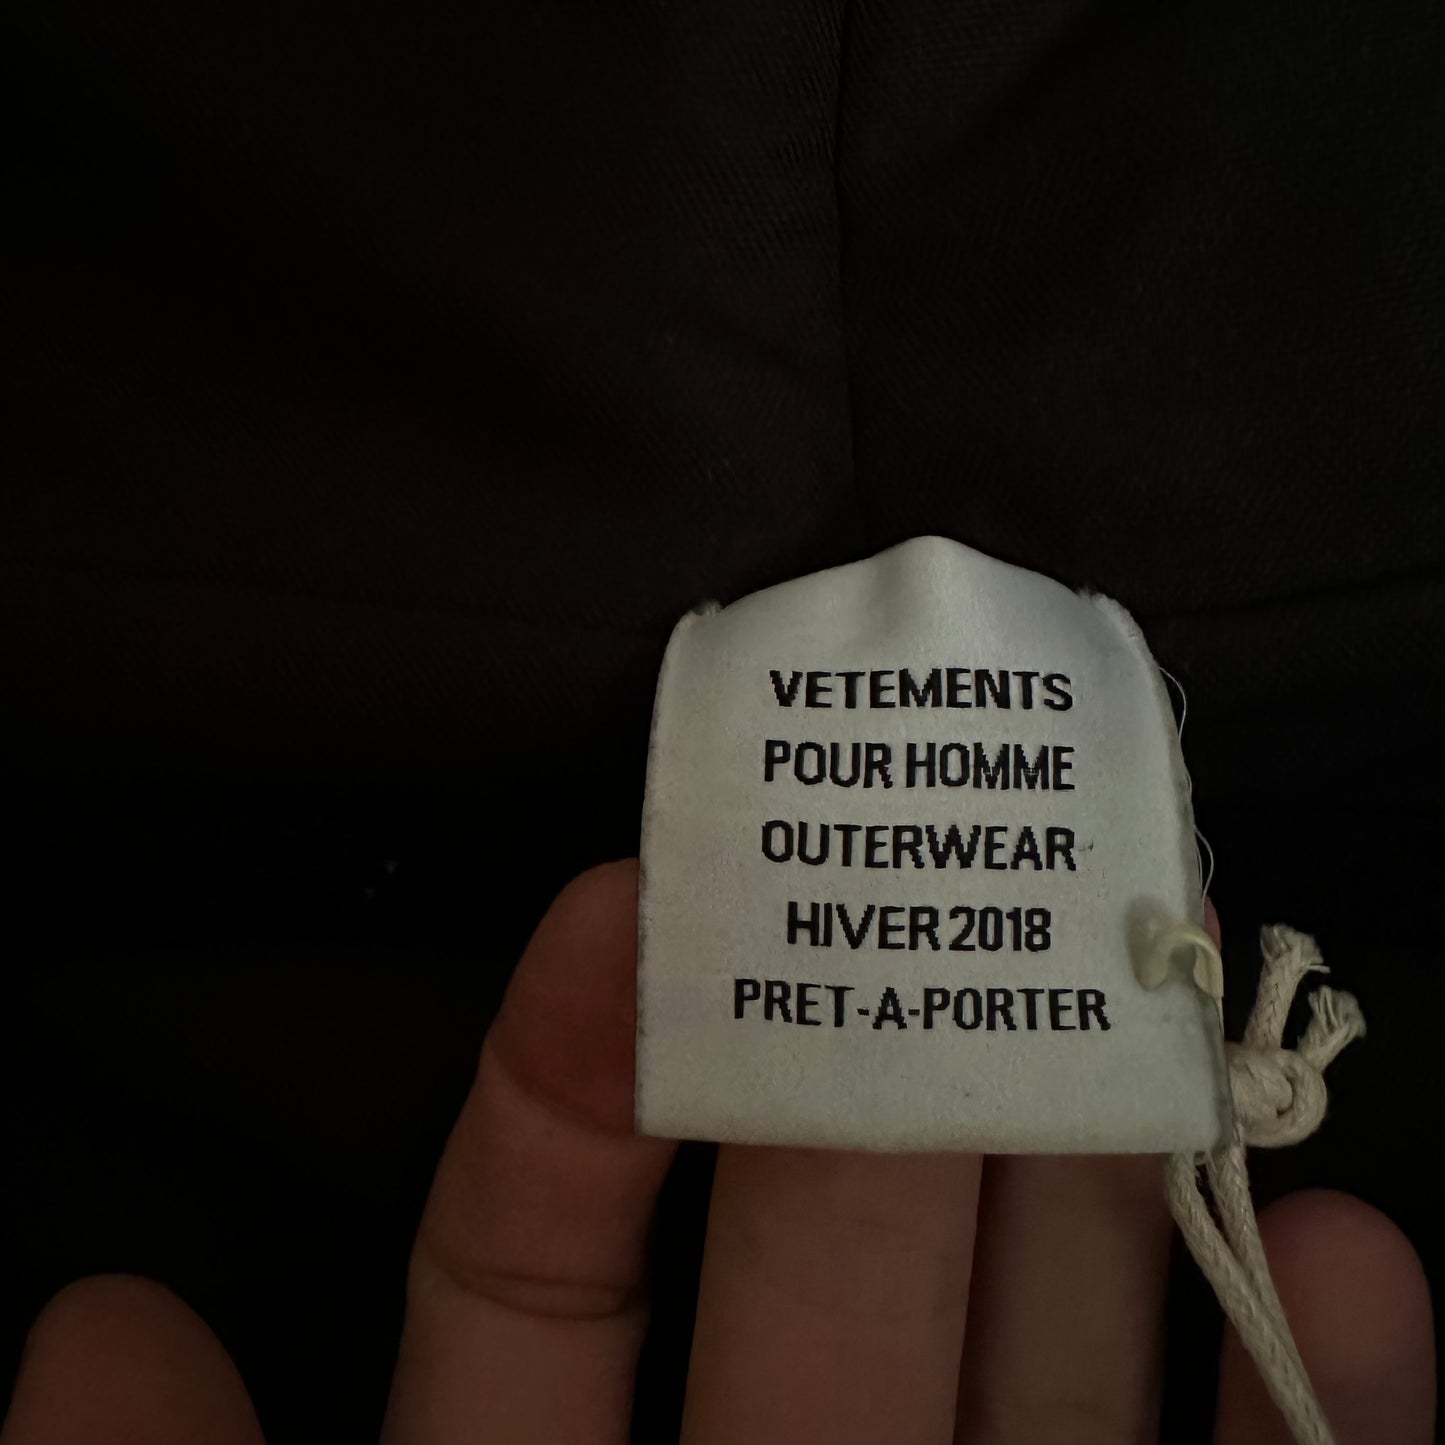 VETEMENTS
POUR HOMME
OUTERWEAR
HIVER 2018
PRET-A-PORTER